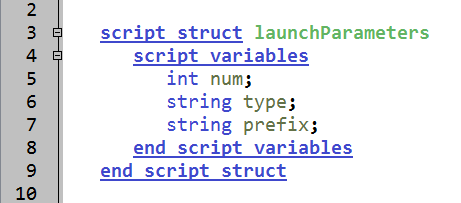 2
3 script struct launchParameters
4 script variables
5 int num;
6 string type;
7 string prefix;
8 end script variables
9 end script struct
10